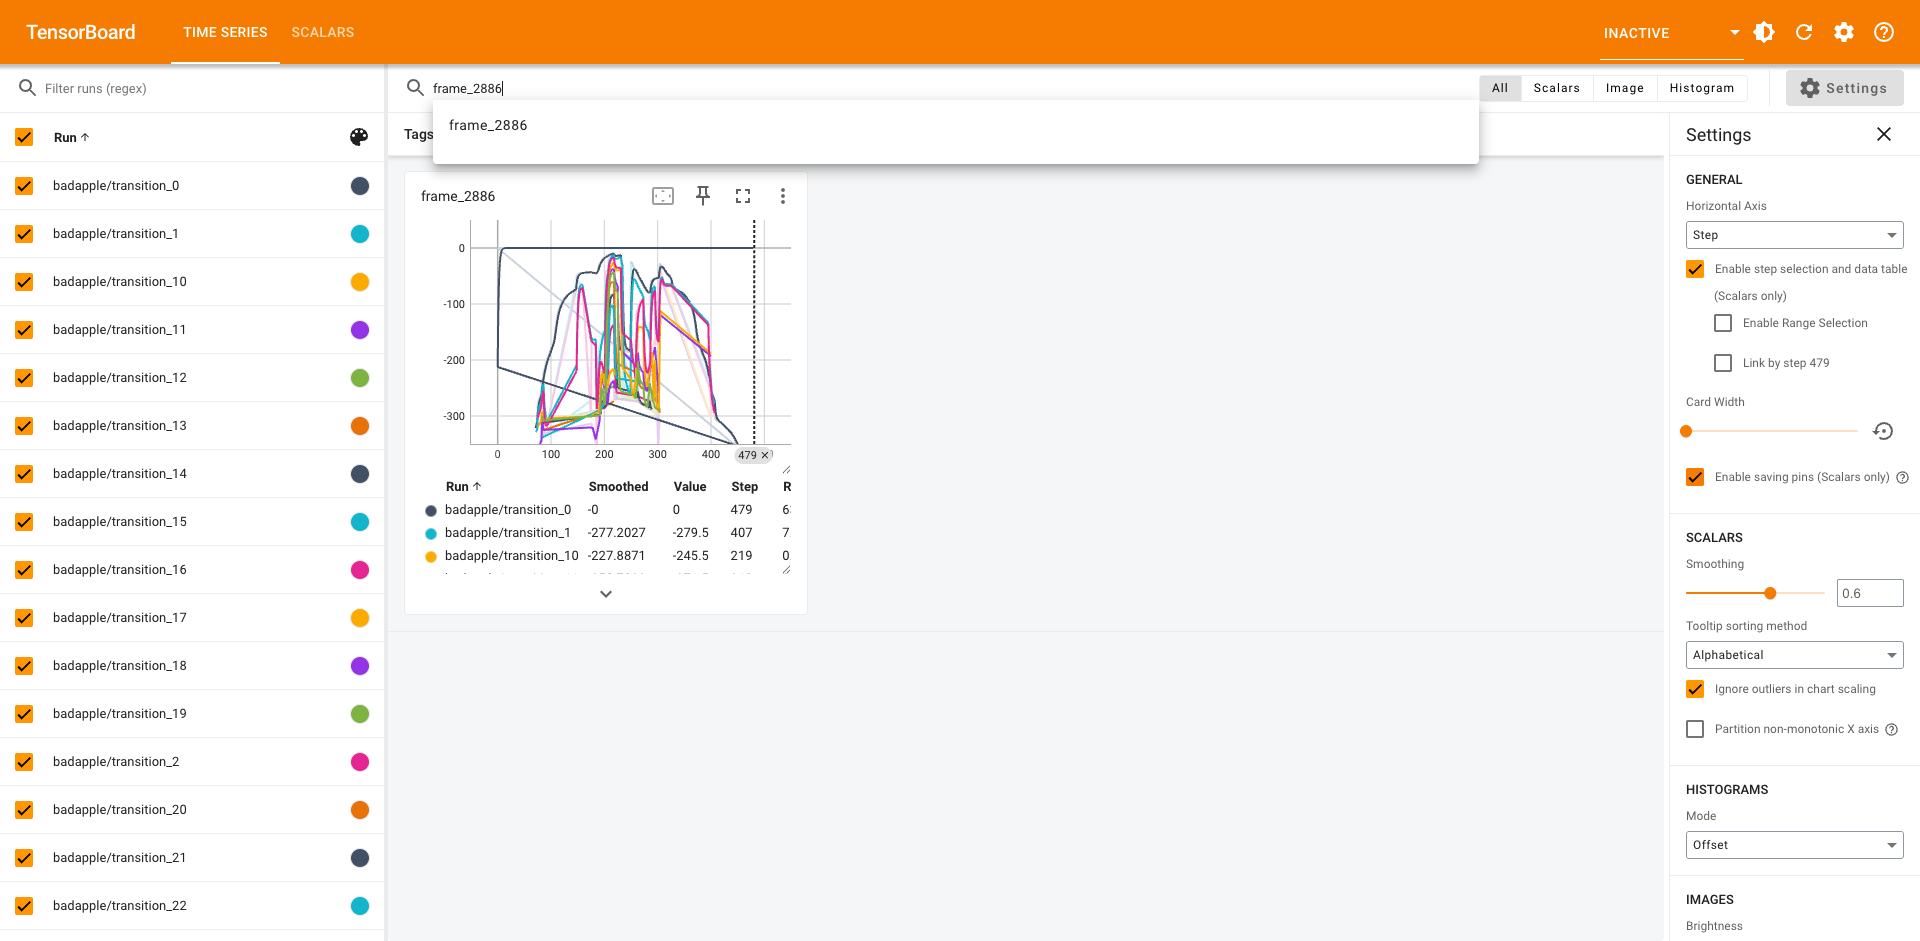 TensorBoard
TIME SERIES
SCALARS
INACTIVE
Filter runs (regex)
frame_2886
All
Scalars
Image
Histogram
Settings
frame_2886
Run
Tags
Settings
badapple/transition_0
badapple/transition_1
badapple/transition_10
badapple/transition_11
badapple/transition_12
badapple/transition_13
badapple/transition_14
badapple/transition_15
badapple/transition_16
badapple/transition_17
badapple/transition_18
badapple/transition_19
badapple/transition_2
badapple/transition_20
badapple/transition_21
badapple/transition_22
frame_2886
0
-100
-200
-300
0 100 200 300 400 479
Run Smoothed Value Step R
badapple/transition_0 -0 0 479 6
badapple/transition_1 -277.2027 -279.5 407 7
badapple/transition_10 -227.8871 -245.5 219 0
GENERAL
Horizontal Axis
Step
Enable step selection and data table
(Scalars only)
Enable Range Selection
Link by step 479
Card Width
Enable saving pins (Scalars only)
SCALARS
Smoothing
0.6
Tooltip sorting method
Alphabetical
Ignore outliers in chart scaling
Partition non-monotonic X axis
HISTOGRAMS
Mode
Offset
IMAGES
Brightness